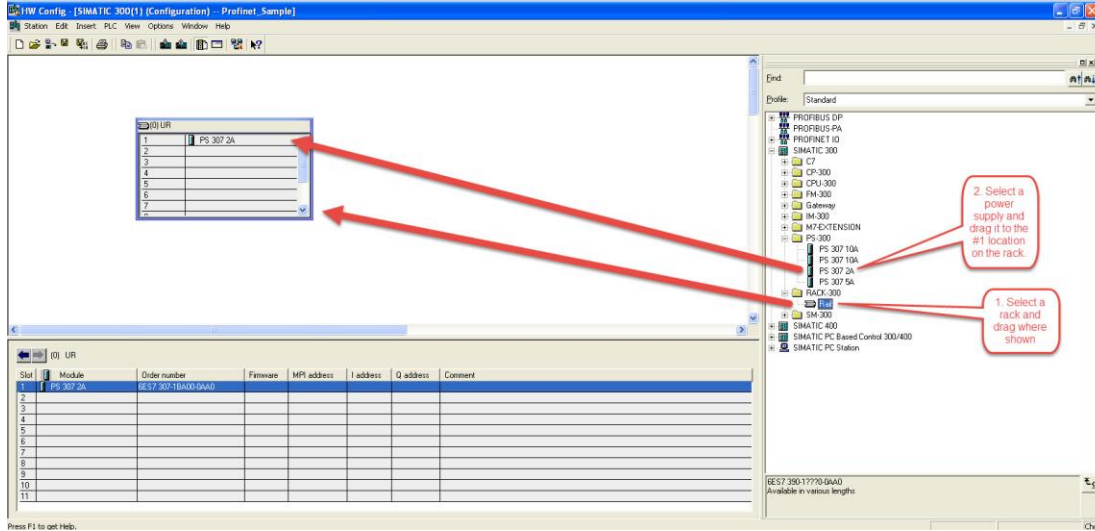 HW Config - [SIMATIC 300(1) (Configuration) -- Profinet_Sample]
Station Edit Insert PLC View Options Window Help
Find:
Profile: Standard
(0) UR
1 PS 307 2A
2
3
4
5
6
7
PROFIBUS DP
PROFIBUS-PA
PROFINET IO
SIMATIC 300
C7
CP-300
CPU-300
FM-300
Gateway
IM-300
M7-EXTENSION
PS-300
PS 307 10A
PS 307 10A
PS 307 2A
PS 307 5A
RACK-300
Rail
SM-300
SIMATIC 400
SIMATIC PC Based Control 300/400
SIMATIC PC Station
2. Select a
power
supply and
drag it to the
#1 location
on the rack.
1. Select a
rack and
drag where
shown
(0) UR
Slot Module Order number Firmware MPI address I address Q address Comment
1 PS 307 2A 6ES7 307-1BA00-0AA0
2
3
4
5
6
7
8
9
10
11
6ES7 390-1???0-0AA0
Available in various lengths
Press F1 to get Help.